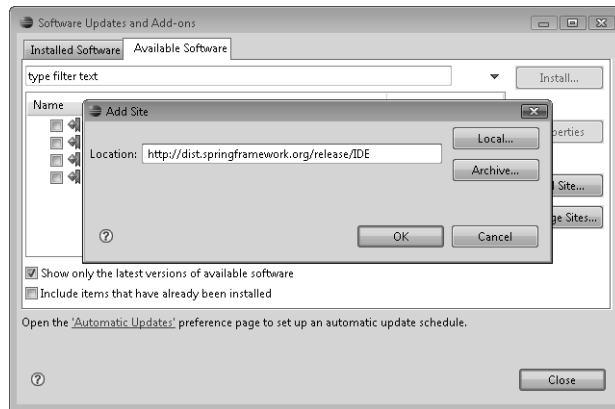 Software Updates and Add-ons
Installed Software
Available Software
type filter text
Install...
Name
Add Site
Local...
Location:
http://dist.springframework.org/release/IDE
perties
Archive...
Site...
ge Sites...
OK
Cancel
Show only the latest versions of available software
Include items that have already been installed
Open the 'Automatic Updates' preference page to set up an automatic update schedule.
Close